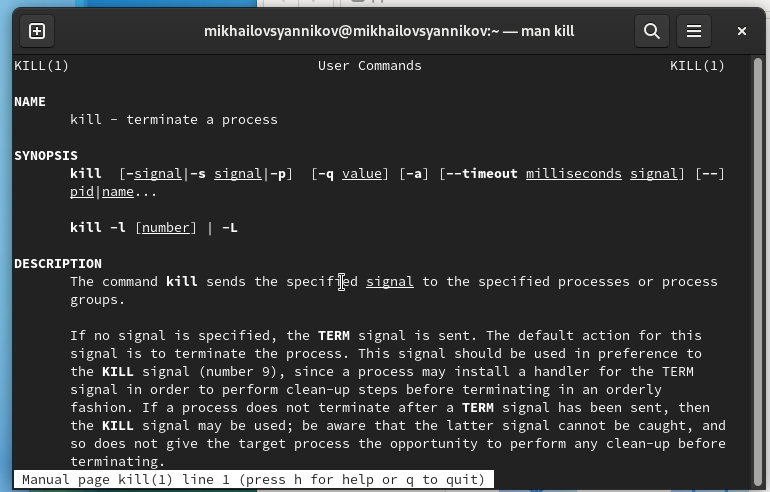 mikhailovsyannikov@mikhailovsyannikov:~ — man kill
KILL(1) User Commands KILL(1)
NAME
kill - terminate a process
SYNOPSIS
kill [-signal|-s signal|-p] [-q value] [-a] [--timeout milliseconds signal] [--]
pid|name...
kill -l [number] | -L
DESCRIPTION
The command kill sends the specified signal to the specified processes or process
groups.
If no signal is specified, the TERM signal is sent. The default action for this
signal is to terminate the process. This signal should be used in preference to
the KILL signal (number 9), since a process may install a handler for the TERM
signal in order to perform clean-up steps before terminating in an orderly
fashion. If a process does not terminate after a TERM signal has been sent, then
the KILL signal may be used; be aware that the latter signal cannot be caught, and
so does not give the target process the opportunity to perform any clean-up before
terminating.
Manual page kill(1) line 1 (press h for help or q to quit)